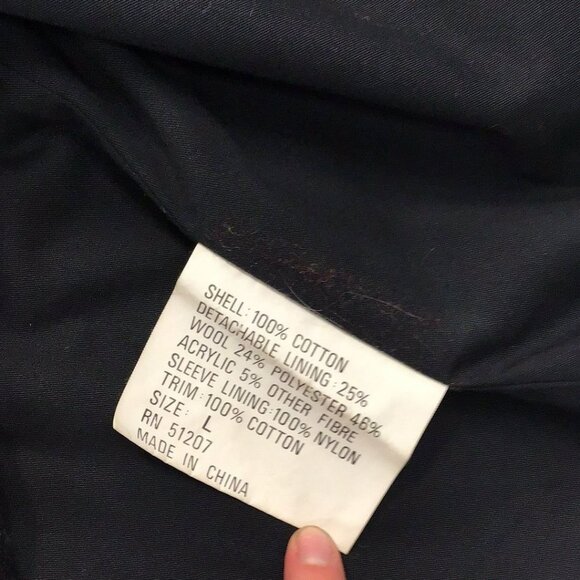 SHELL: 100% COTTON
DETACHABLE LINING: 25%
WOOL 24% POLYESTER 46%
ACRYLIC 5% OTHER FIBRE
SLEEVE LINING: 100% NYLON
TRIM: 100% COTTON
SIZE: L
RN 51207
MADE IN CHINA